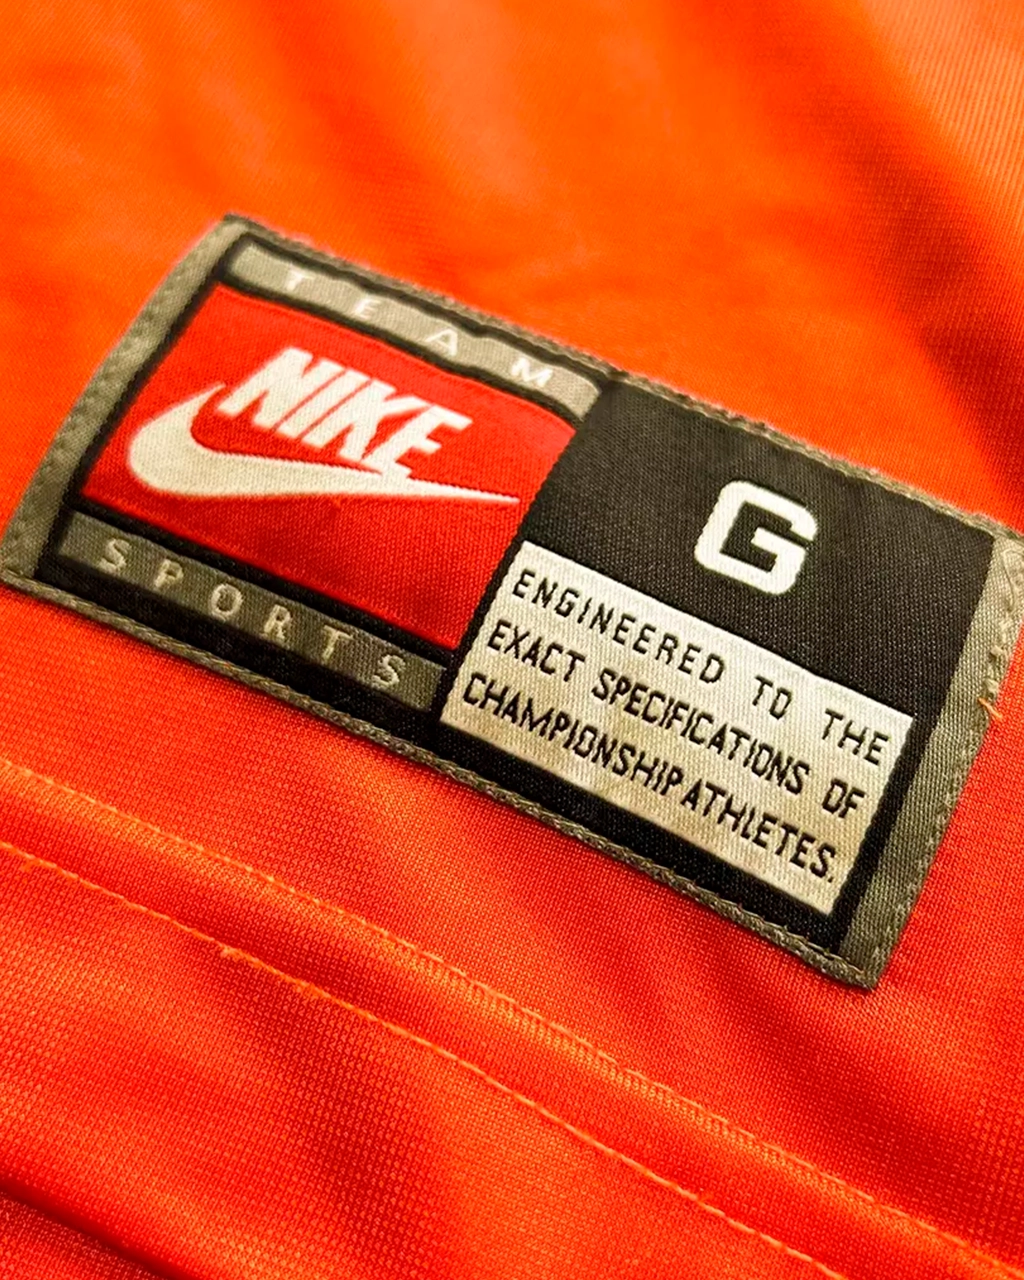 TEAM
NIKE
SPORTS
G
ENGINEERED TO THE
EXACT SPECIFICATIONS OF
CHAMPIONSHIP ATHLETES.